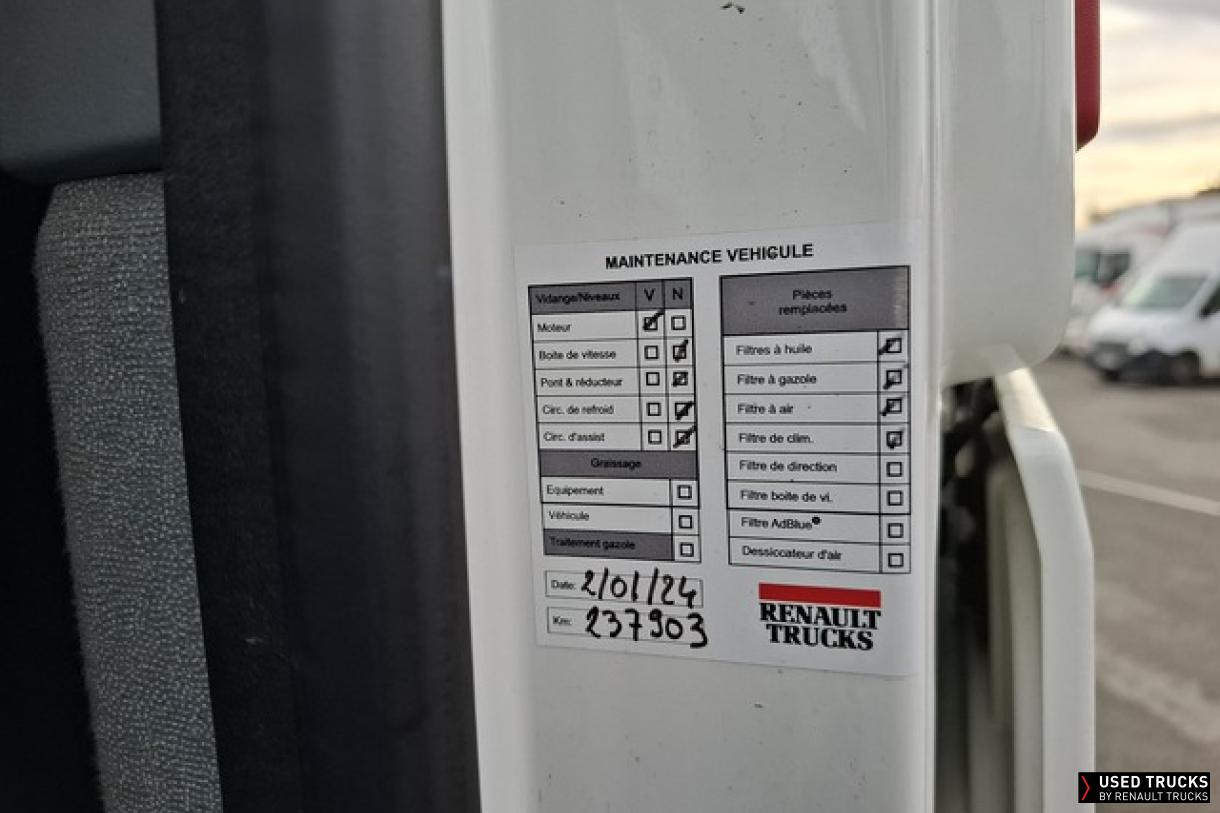 MAINTENANCE VEHICULE
Vidange/Niveaux V N
Moteur
Boite de vitesse
Pont & réducteur
Circ. de refroid
Circ. d'assist
Graissage
Equipement
Véhicule
Traitement gazole
Date: 2/01/24
Km: 237903
Pièces
remplacées
Filtres à huile
Filtre à gazole
Filtre à air
Filtre de clim.
Filtre de direction
Filtre boite de vi.
Filtre AdBlue®
Dessiccateur d'air
RENAULT
TRUCKS
USED TRUCKS
BY RENAULT TRUCKS